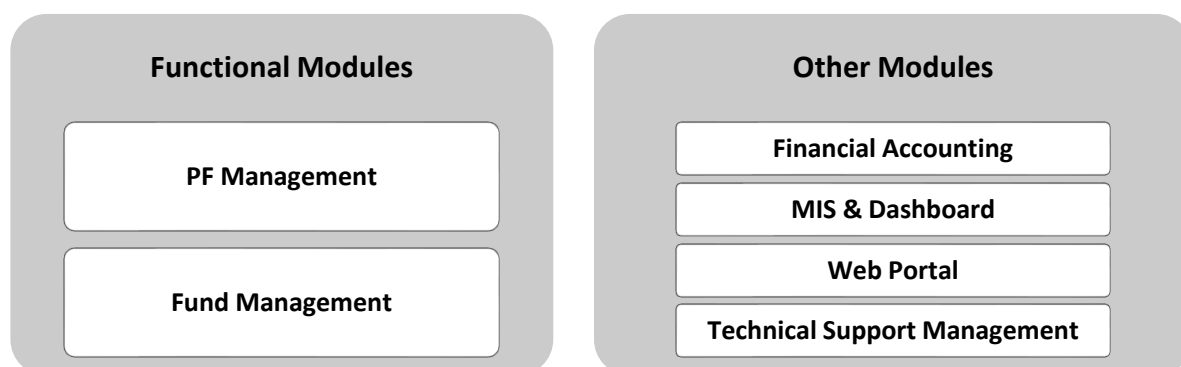 Functional Modules
PF Management
Fund Management
Other Modules
Financial Accounting
MIS & Dashboard
Web Portal
Technical Support Management